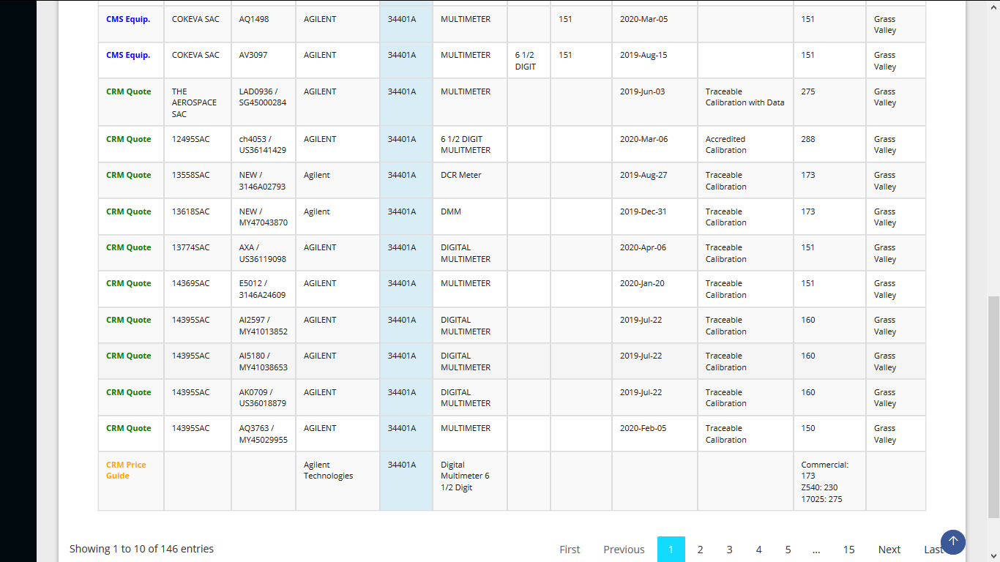 CMS Equip. COKEVA SAC AQ1498 AGILENT 34401A MULTIMETER 151 2020-Mar-05 151 Grass
Valley
CMS Equip. COKEVA SAC AV3097 AGILENT 34401A MULTIMETER 6 1/2 151 2019-Aug-15 151 Grass
DIGIT Valley
CRM Quote THE LAD0936 / AGILENT 34401A MULTIMETER 2019-Jun-03 Traceable 275 Grass
AEROSPACE SG45000284 Calibration with Data Valley
SAC
CRM Quote 12495SAC ch4053 / AGILENT 34401A 6 1/2 DIGIT 2020-Mar-06 Accredited 288 Grass
US36141429 MULITMETER Calibration Valley
CRM Quote 13558SAC NEW / Agilent 34401A DCR Meter 2019-Aug-27 Traceable 173 Grass
3146A02793 Calibration Valley
CRM Quote 13618SAC NEW / Agilent 34401A DMM 2019-Dec-31 Traceable 173 Grass
MY47043870 Calibration Valley
CRM Quote 13774SAC AXA / AGILENT 34401A DIGITAL 2020-Apr-06 Traceable 151 Grass
US36119098 MULTIMETER Calibration Valley
CRM Quote 14369SAC E5012 / AGILENT 34401A MULTIMETER 2020-Jan-20 Traceable 151 Grass
3146A24609 Calibration Valley
CRM Quote 14395SAC AI2597 / AGILENT 34401A DIGITAL 2019-Jul-22 Traceable 160 Grass
MY41013852 MULTIMETER Calibration Valley
CRM Quote 14395SAC AI5180 / AGILENT 34401A DIGITAL 2019-Jul-22 Traceable 160 Grass
MY41038653 MULTIMETER Calibration Valley
CRM Quote 14395SAC AK0709 / AGILENT 34401A DIGITAL 2019-Jul-22 Traceable 160 Grass
US36018879 MULTIMETER Calibration Valley
CRM Quote 14395SAC AQ3763 / AGILENT 34401A MULTIMETER 2020-Feb-05 Traceable 150 Grass
MY45029955 Calibration Valley
CRM Price Agilent 34401A Digital Commercial:
Guide Technologies Multimeter 6 173
1/2 Digit Z540: 230
17025: 275
Showing 1 to 10 of 146 entries First Previous 1 2 3 4 5 ... 15 Next Last